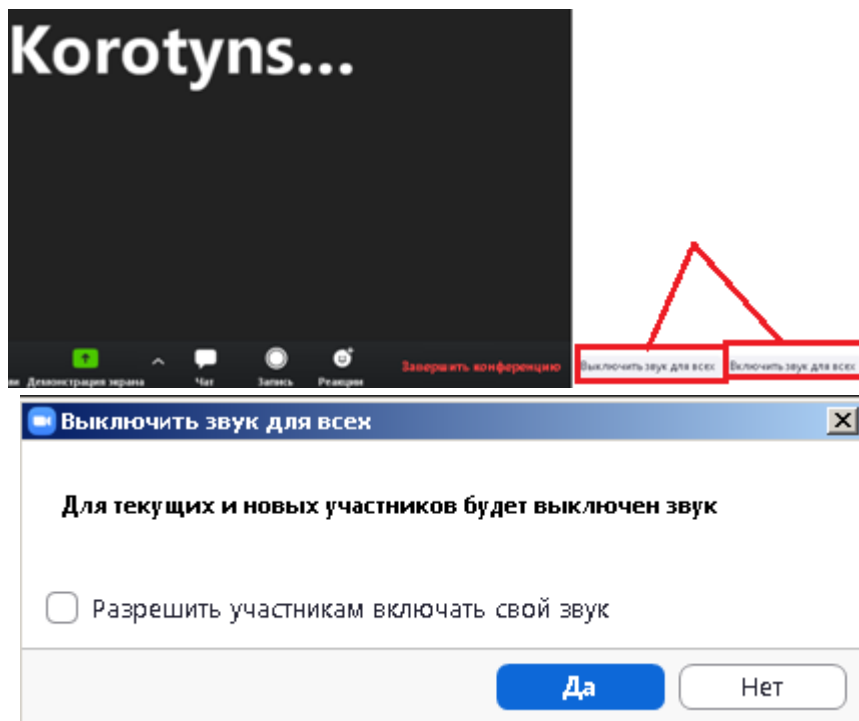 Korotyns...
ии Демонстрация экрана Чат Запись Реакции Завершить конференцию Выключить звук для всех Включить звук для всех
Выключить звук для всех
Для текущих и новых участников будет выключен звук
Разрешить участникам включать свой звук
Да Нет